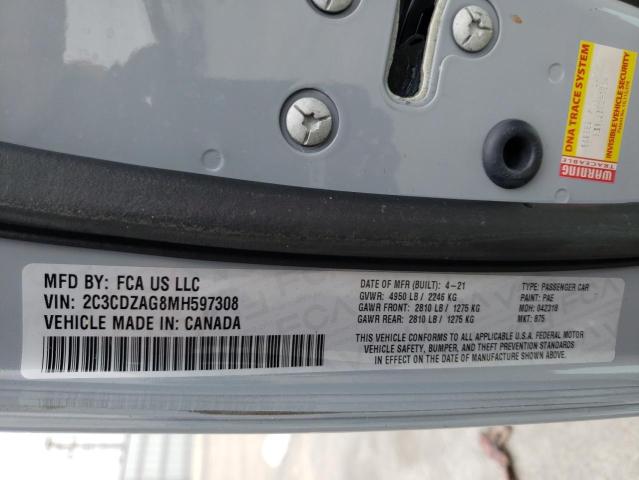 MFD BY: FCA US LLC
VIN: 2C3CDZAG8MH597308
VEHICLE MADE IN: CANADA
DATE OF MFR (BUILT): 4-21
GVWR: 4950 LB / 2246 KG
GAWR FRONT: 2810 LB / 1275 KG
GAWR REAR: 2810 LB / 1275 KG
TYPE: PASSENGER CAR
PAINT: PAE
MDH: 042318
MKT: 875
THIS VEHICLE CONFORMS TO ALL APPLICABLE U.S.A. FEDERAL MOTOR
VEHICLE SAFETY, BUMPER, AND THEFT PREVENTION STANDARDS
IN EFFECT ON THE DATE OF MANUFACTURE SHOWN ABOVE.
WARNING
TRACEABLE
DNA TRACE SYSTEM
INVISIBLE VEHICLE SECURITY